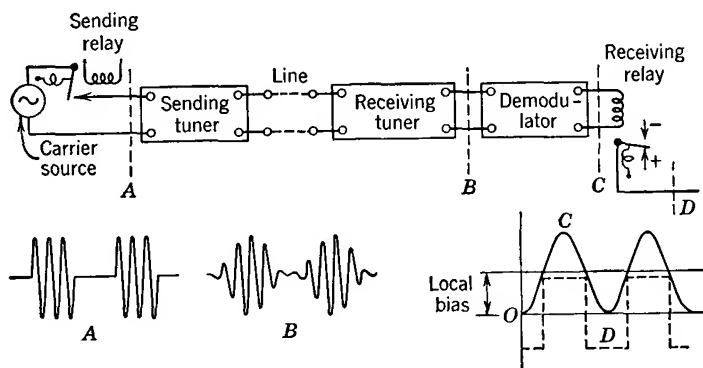 Sending
relay
Line
Receiving
relay
Sending
tuner
Receiving
tuner
Demodu-
lator
Carrier
source
−
+
A
B
C
D
C
Local
bias
O
D
A
B